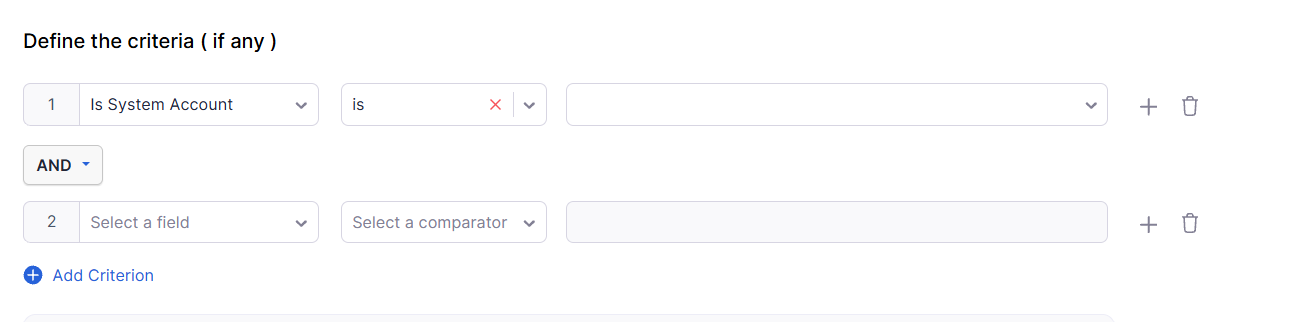 Define the criteria ( if any )
1 Is System Account is
AND
2 Select a field Select a comparator
Add Criterion